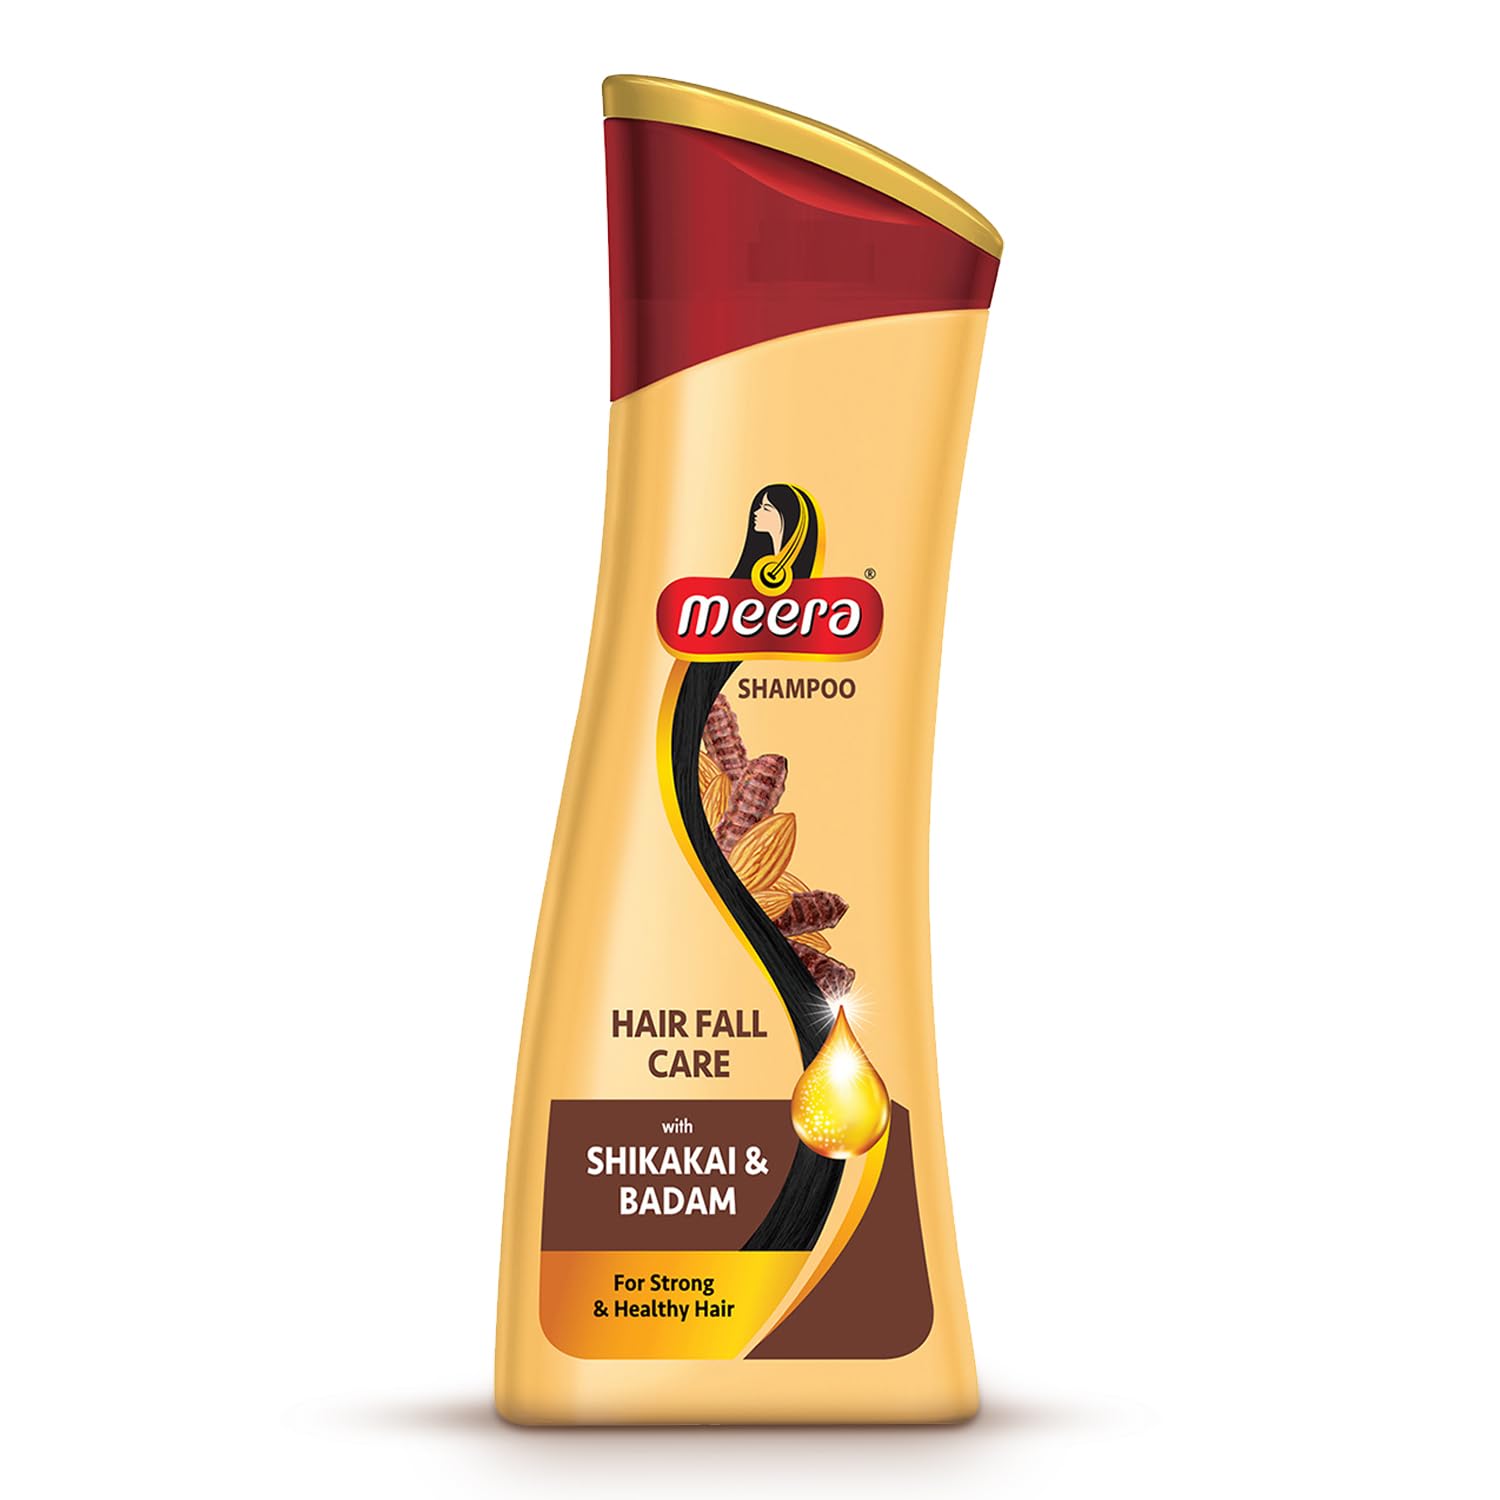 meera
®
SHAMPOO
HAIR FALL
CARE
with
SHIKAKAI &
BADAM
For Strong
& Healthy Hair